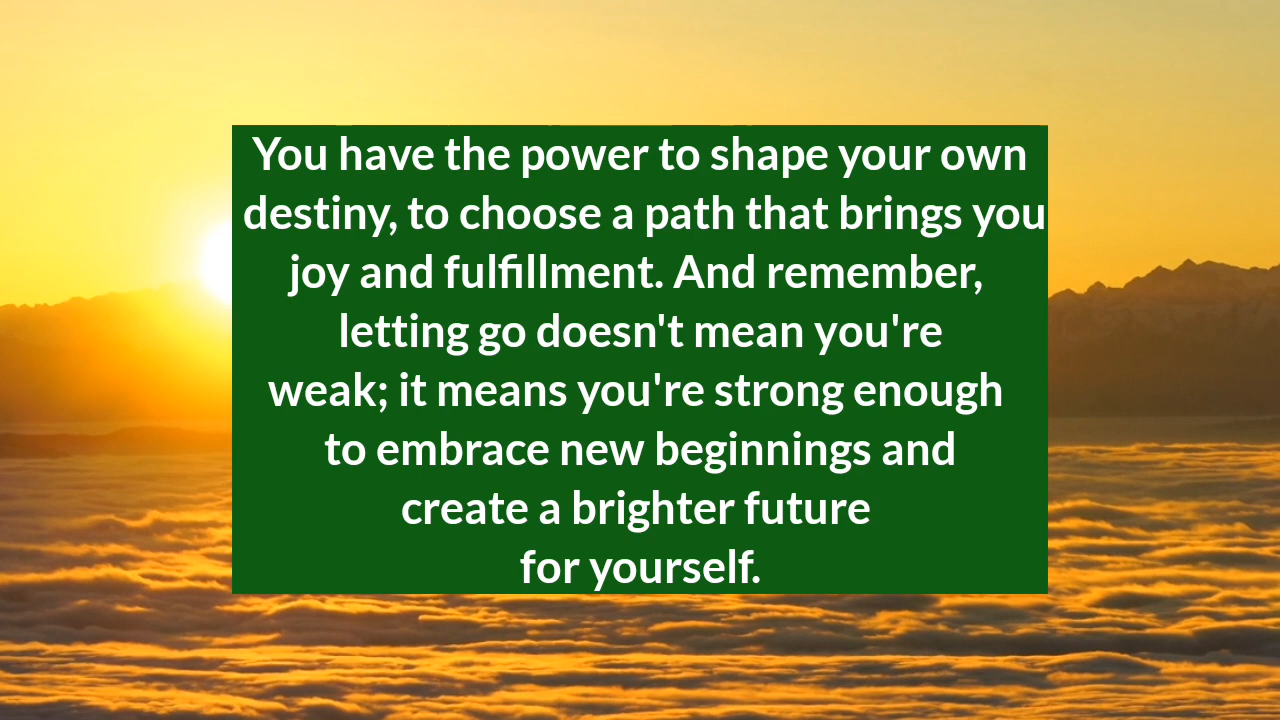 You have the power to shape your own
destiny, to choose a path that brings you
joy and fulfillment. And remember,
letting go doesn't mean you're
weak; it means you're strong enough
to embrace new beginnings and
create a brighter future
for yourself.